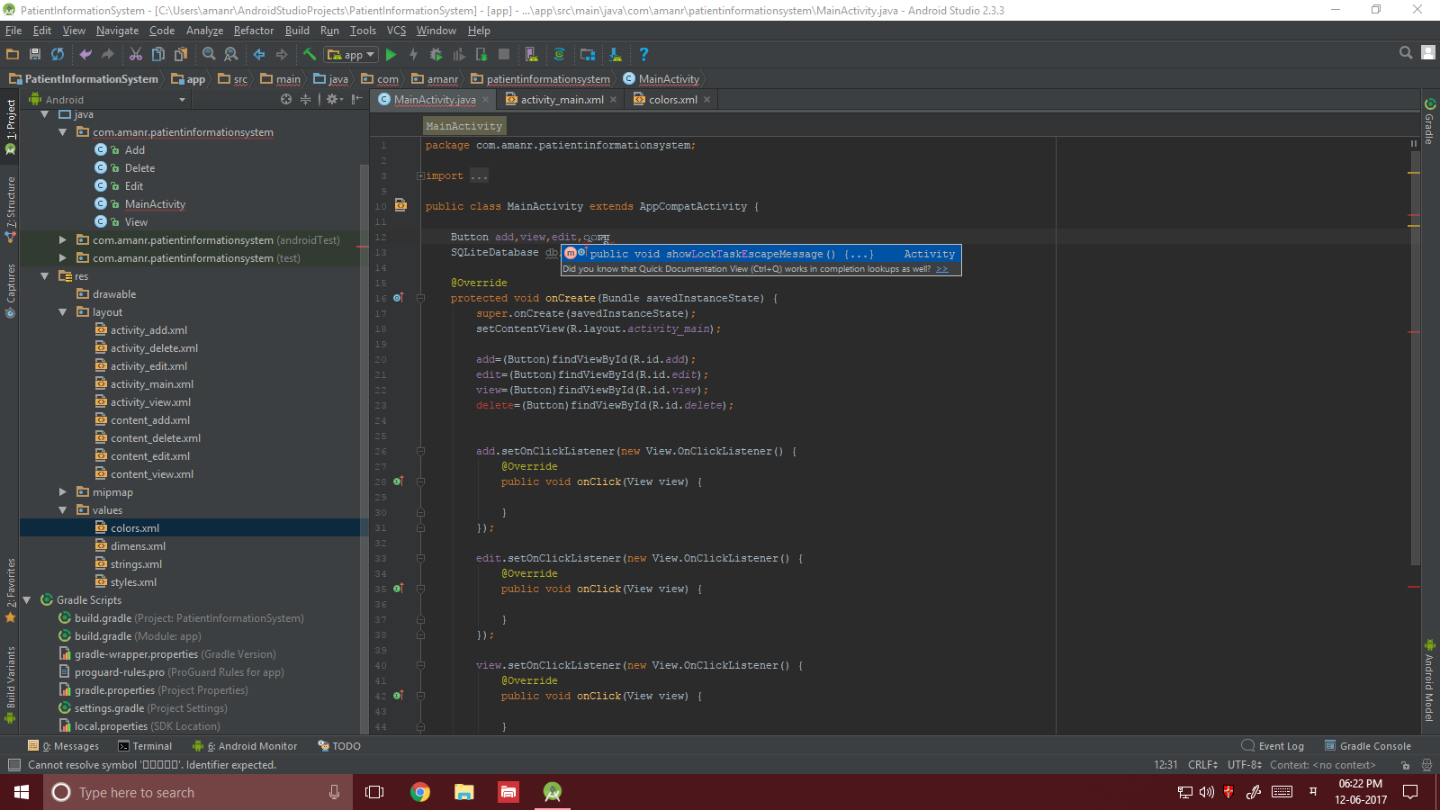 PatientInformationSystem - [C:\Users\amanr\AndroidStudioProjects\PatientInformationSystem] - [app] - ...\app\src\main\java\com\amanr\patientinformationsystem\MainActivity.java - Android Studio 2.3.3
File Edit View Navigate Code Analyze Refactor Build Run Tools VCS Window Help
app
PatientInformationSystem app src main java com amanr patientinformationsystem MainActivity
Android
MainActivity.java activity_main.xml colors.xml
MainActivity
1: Project
7: Structure
Captures
2: Favorites
Build Variants
java
com.amanr.patientinformationsystem
Add
Delete
Edit
MainActivity
View
com.amanr.patientinformationsystem (androidTest)
com.amanr.patientinformationsystem (test)
res
drawable
layout
activity_add.xml
activity_delete.xml
activity_edit.xml
activity_main.xml
activity_view.xml
content_add.xml
content_delete.xml
content_edit.xml
content_view.xml
mipmap
values
colors.xml
dimens.xml
strings.xml
styles.xml
Gradle Scripts
build.gradle (Project: PatientInformationSystem)
build.gradle (Module: app)
gradle-wrapper.properties (Gradle Version)
proguard-rules.pro (ProGuard Rules for app)
gradle.properties (Project Properties)
settings.gradle (Project Settings)
local.properties (SDK Location)
1 package com.amanr.patientinformationsystem;
2
8 import ...
9
10 public class MainActivity extends AppCompatActivity {
11
12 Button add,view,edit,
13 SQLiteDatabase db
public void showLockTaskEscapeMessage() {...} Activity
Did you know that Quick Documentation View (Ctrl+Q) works in completion lookups as well? >>
14
15 @Override
16 protected void onCreate(Bundle savedInstanceState) {
17 super.onCreate(savedInstanceState);
18 setContentView(R.layout.activity_main);
19
20 add=(Button)findViewById(R.id.add);
21 edit=(Button)findViewById(R.id.edit);
22 view=(Button)findViewById(R.id.view);
23 delete=(Button)findViewById(R.id.delete);
24
25
26 add.setOnClickListener(new View.OnClickListener() {
27 @Override
28 public void onClick(View view) {
29
30 }
31 });
32
33 edit.setOnClickListener(new View.OnClickListener() {
34 @Override
35 public void onClick(View view) {
36
37 }
38 });
39
40 view.setOnClickListener(new View.OnClickListener() {
41 @Override
42 public void onClick(View view) {
43
44 }
Gradle
Android Model
0: Messages Terminal 6: Android Monitor TODO Event Log Gradle Console
Cannot resolve symbol '▯▯▯▯▯'. Identifier expected. 12:31 CRLF UTF-8 Context: <no context>
Type here to search
06:22 PM
12-06-2017